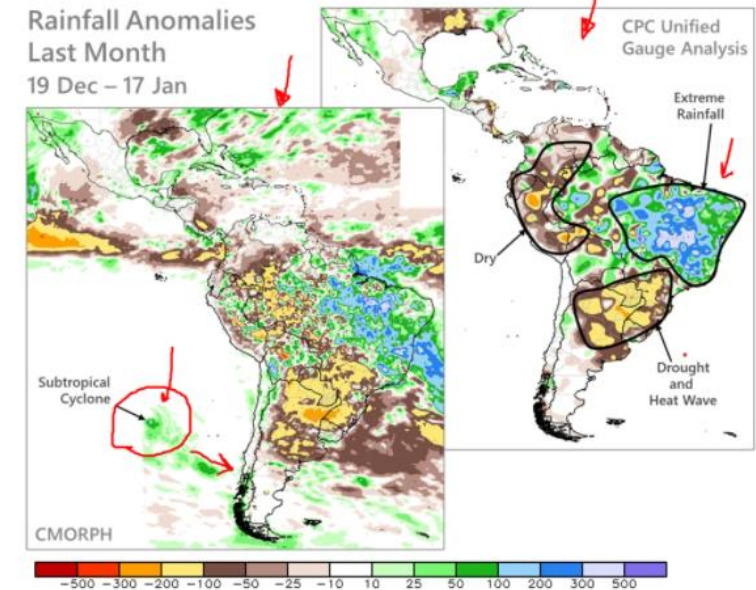 Rainfall Anomalies
Last Month
19 Dec – 17 Jan
CPC Unified
Gauge Analysis
Extreme
Rainfall
Dry
Drought
and
Heat Wave
Subtropical
Cyclone
CMORPH
-500 -300 -200 -100 -50 -25 -10 10 25 50 100 200 300 500